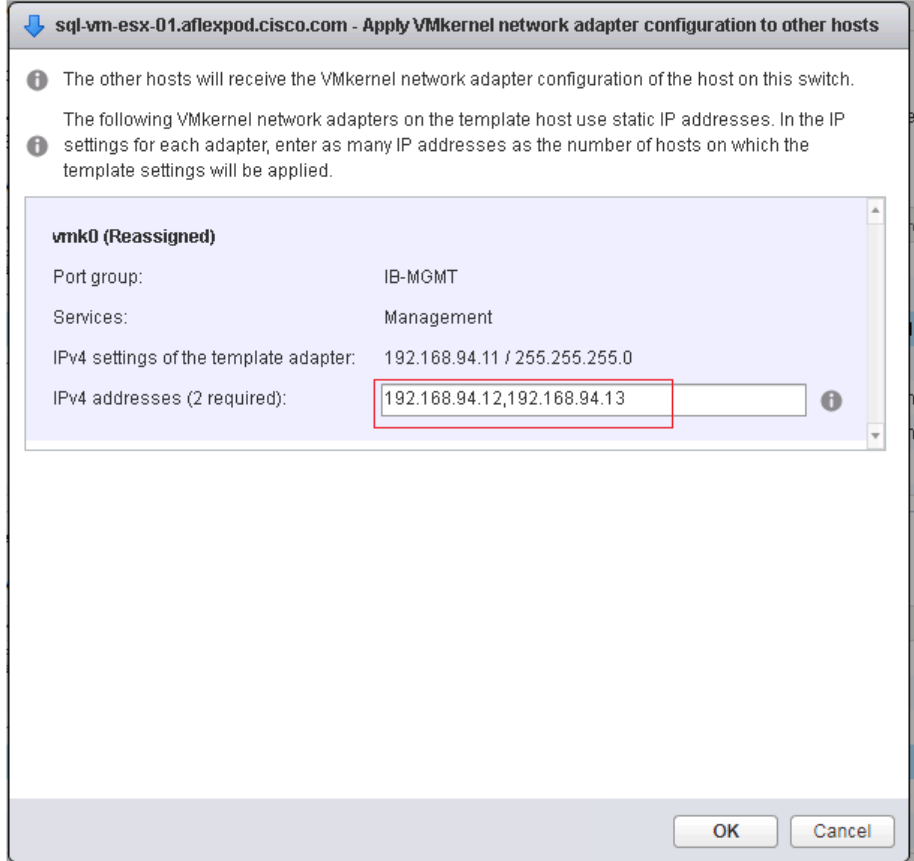 sql-vm-esx-01.aflexpod.cisco.com - Apply VMkernel network adapter configuration to other hosts
The other hosts will receive the VMkernel network adapter configuration of the host on this switch.
The following VMkernel network adapters on the template host use static IP addresses. In the IP
settings for each adapter, enter as many IP addresses as the number of hosts on which the
template settings will be applied.
vmk0 (Reassigned)
Port group: IB-MGMT
Services: Management
IPv4 settings of the template adapter: 192.168.94.11 / 255.255.255.0
IPv4 addresses (2 required): 192.168.94.12,192.168.94.13
OK Cancel